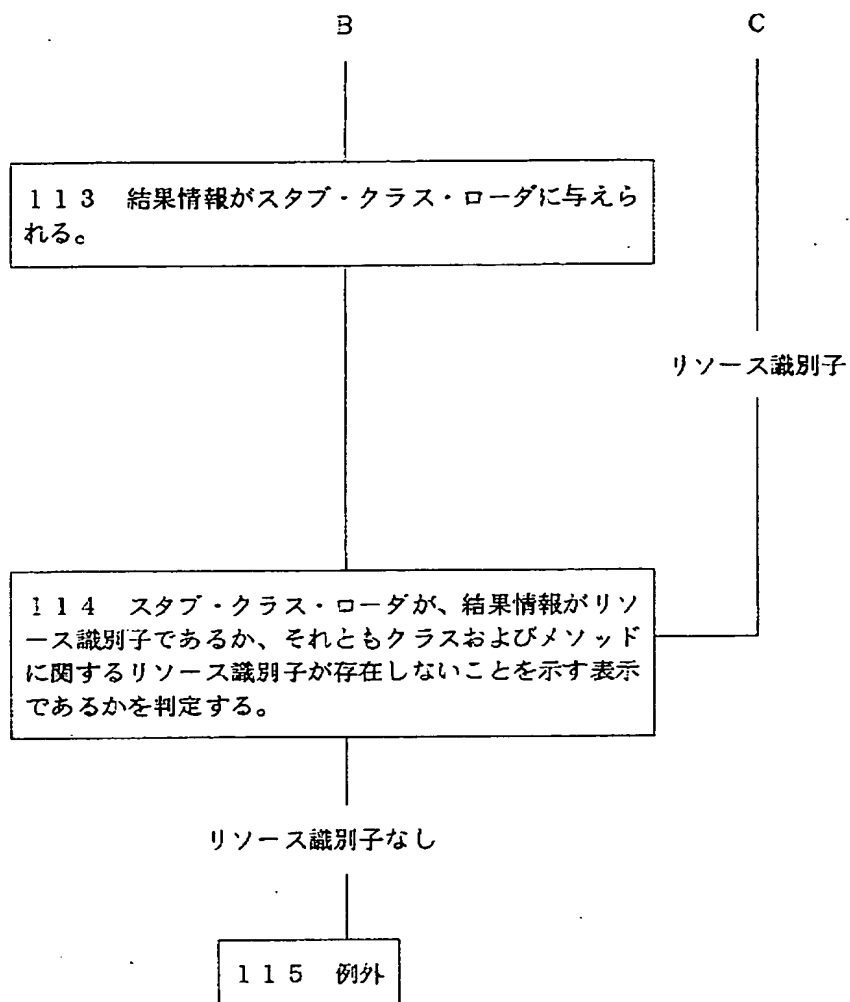 B
C
113 結果情報がスタブ・クラス・ローダに与えら
れる。
リソース識別子
114 スタブ・クラス・ローダが、結果情報がリソ
ース識別子であるか、それともクラスおよびメソッド
に関するリソース識別子が存在しないことを示す表示
であるかを判定する。
リソース識別子なし
115 例外